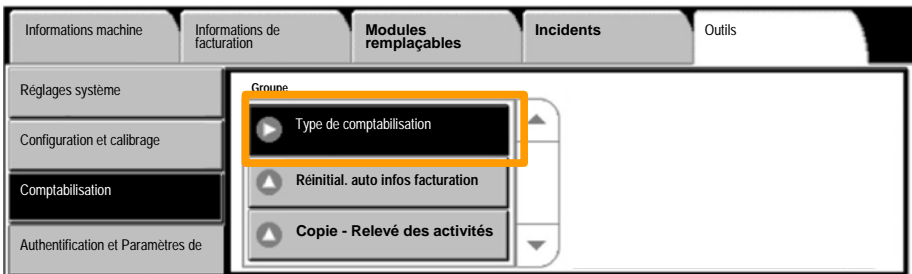 Informations machine
Informations de
facturation
Modules
remplaçables
Incidents
Outils
Réglages système
Configuration et calibrage
Comptabilisation
Authentification et Paramètres de
Groupe
Type de comptabilisation
Réinitial. auto infos facturation
Copie - Relevé des activités